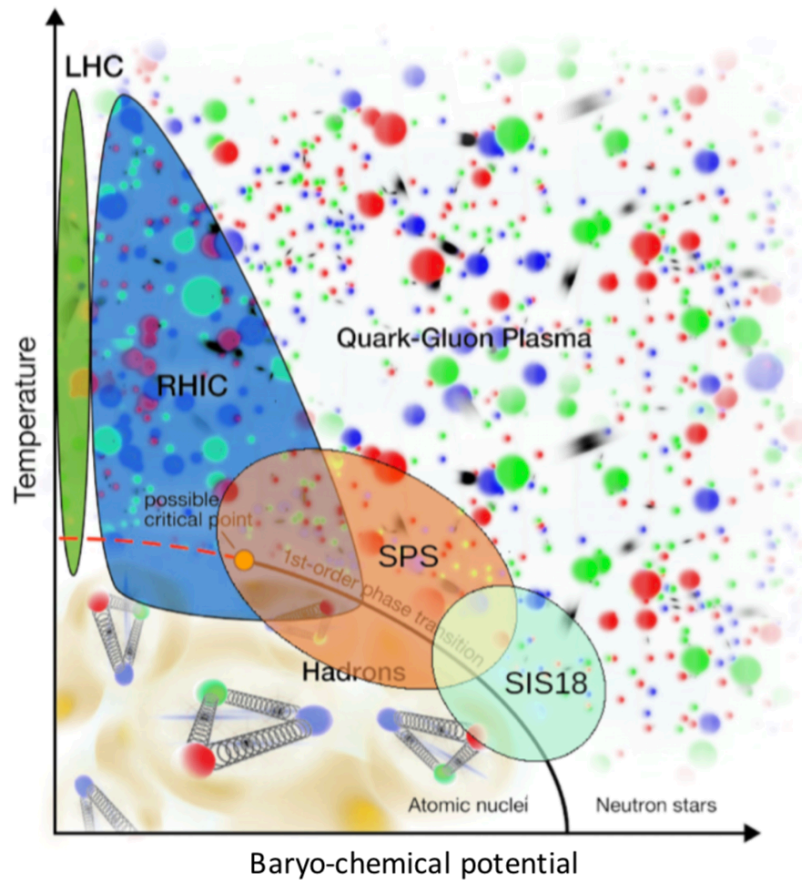 LHC
Quark-Gluon Plasma
RHIC
Temperature
possible
critical point
SPS
1st-order phase transition
Hadrons
SIS18
Atomic nuclei
Neutron stars
Baryo-chemical potential